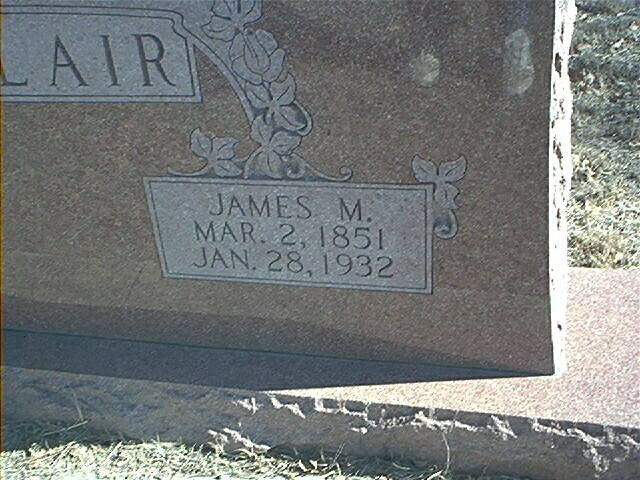 LAIR
JAMES M.
MAR. 2, 1851
JAN. 28, 1932